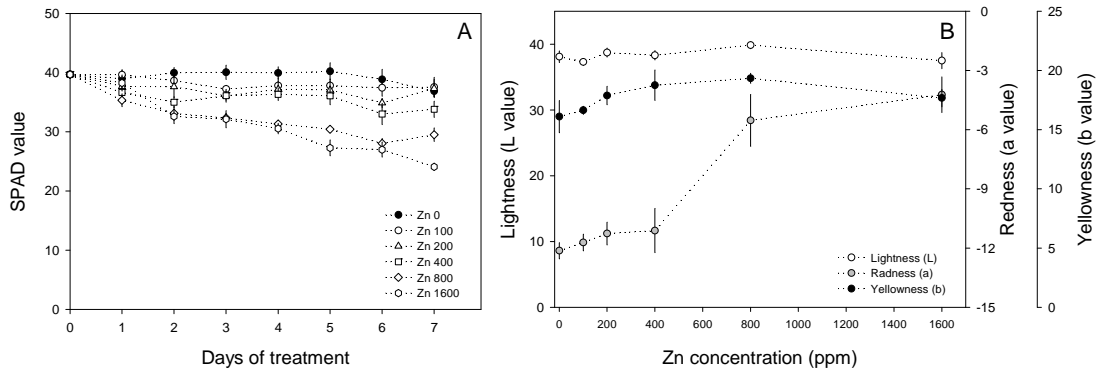 A
SPAD value
50
40
30
20
10
0
Zn 0
Zn 100
Zn 200
Zn 400
Zn 800
Zn 1600
0 1 2 3 4 5 6 7
Days of treatment
B
Lightness (L value)
40
30
20
10
0
Lightness (L)
Radness (a)
Yellowness (b)
0 200 400 600 800 1000 1200 1400 1600
Zn concentration (ppm)
0
-3
-6
-9
-12
-15
Redness (a value)
25
20
15
10
5
0
Yellowness (b value)